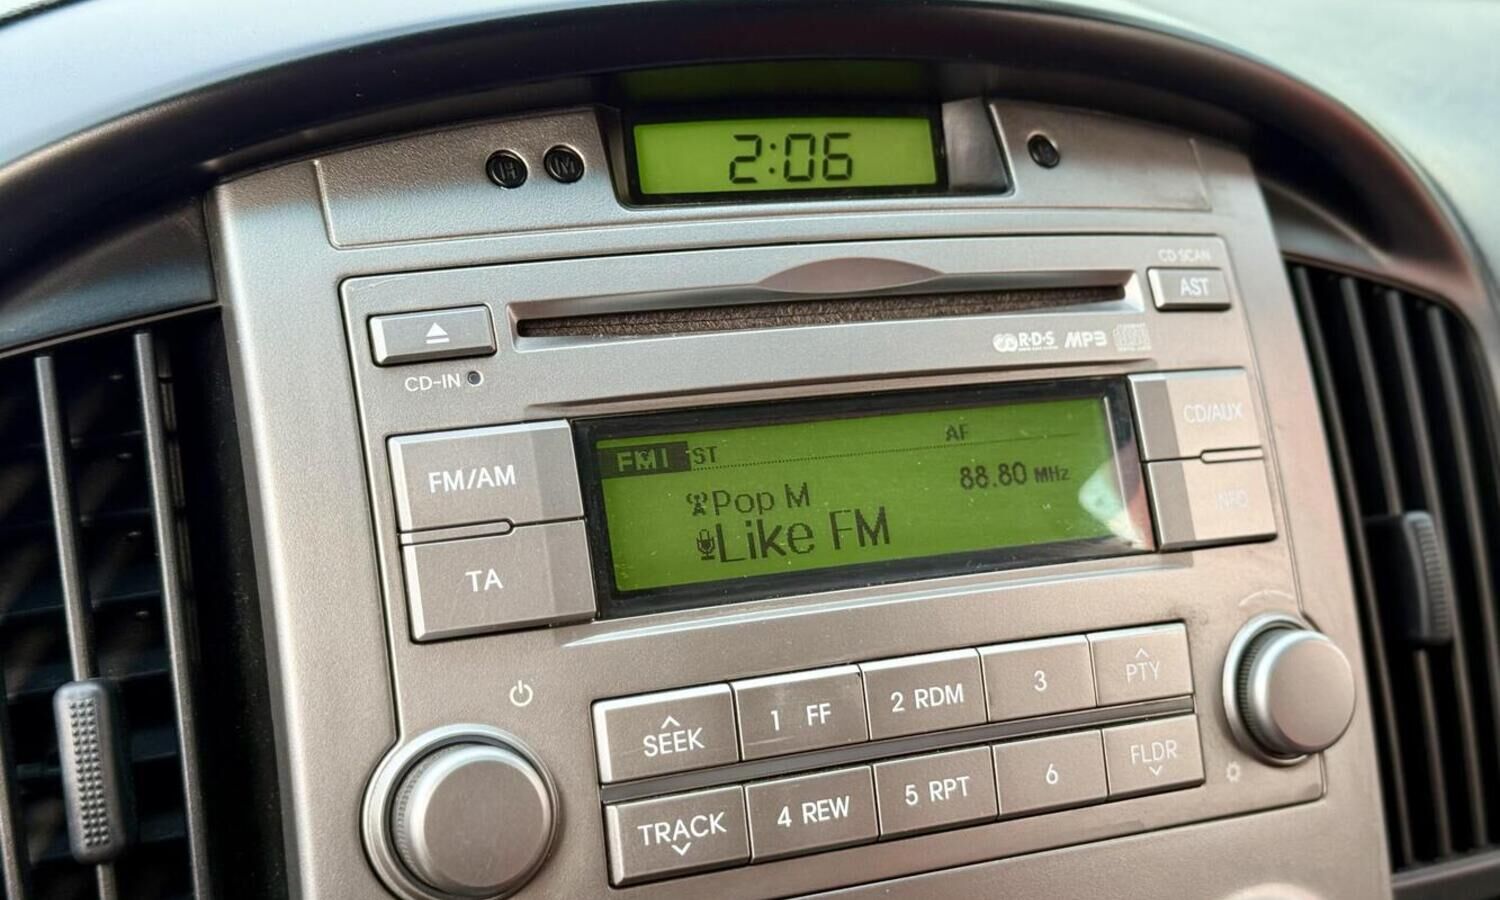 H M
2:06
CD SCAN
AST
R·D·S MP3
CD-IN
FM/AM
CD/AUX
FM1 ST AF
88.80 MHz
Pop M
Like FM
INFO
TA
SEEK 1 FF 2 RDM 3 PTY
TRACK 4 REW 5 RPT 6 FLDR